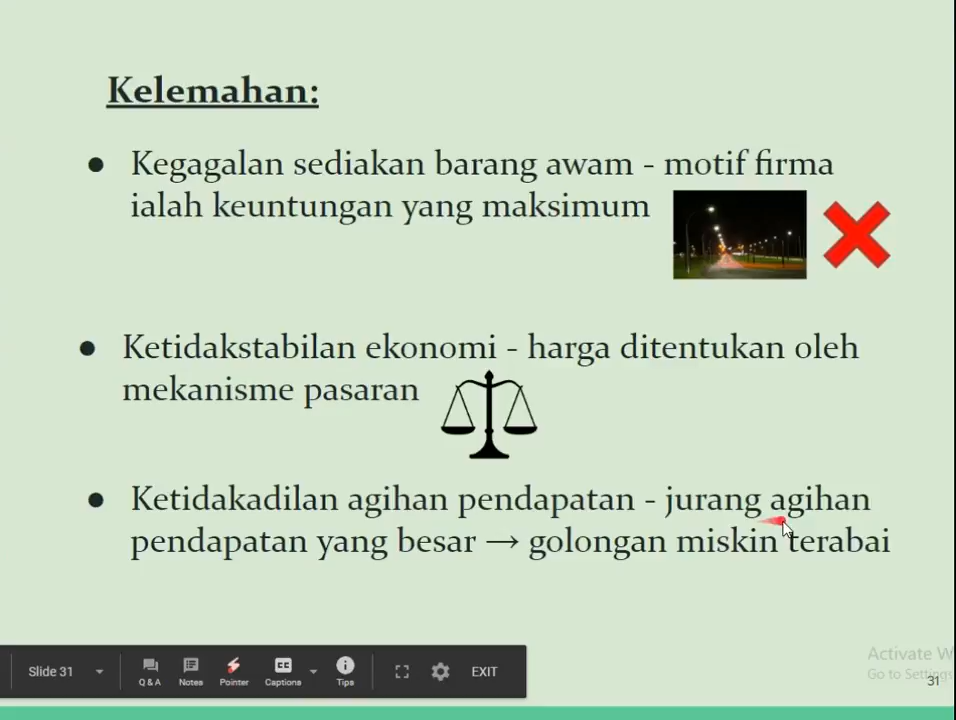 Kelemahan:
● Kegagalan sediakan barang awam - motif firma
ialah keuntungan yang maksimum
● Ketidakstabilan ekonomi - harga ditentukan oleh
mekanisme pasaran
● Ketidakadilan agihan pendapatan - jurang agihan
pendapatan yang besar → golongan miskin terabai
Slide 31
Q & A
Notes
Pointer
Captions
Tips
EXIT
Activate W
Go to Settings
31